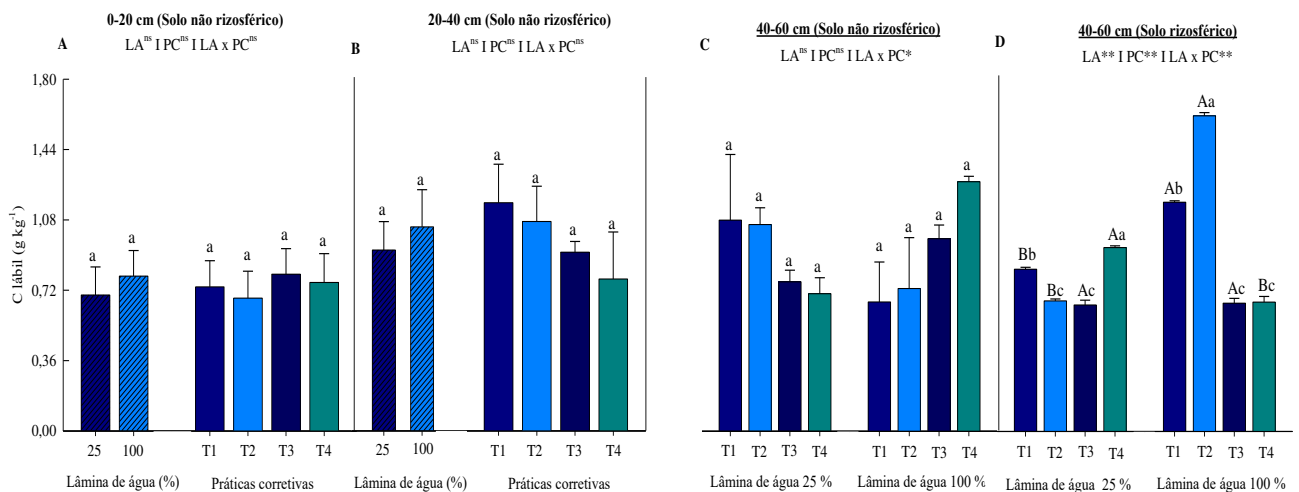 0-20 cm (Solo não rizosférico)
A
LAⁿˢ I PCⁿˢ I LA x PCⁿˢ
20-40 cm (Solo não rizosférico)
B
LAⁿˢ I PCⁿˢ I LA x PCⁿˢ
40-60 cm (Solo não rizosférico)
C
LAⁿˢ I PCⁿˢ I LA x PC*
40-60 cm (Solo rizosférico)
D
LA** I PC** I LA x PC**
C lábil (g kg⁻¹)
1,80
1,44
1,08
0,72
0,36
0,00
a a a a a a
a a a a a a
a a a a a a a a
Bb Bc Ac Aa Ab Aa Ac Bc
25 100 T1 T2 T3 T4
Lâmina de água (%) Práticas corretivas
25 100 T1 T2 T3 T4
Lâmina de água (%) Práticas corretivas
T1 T2 T3 T4 T1 T2 T3 T4
Lâmina de água 25 % Lâmina de água 100 %
T1 T2 T3 T4 T1 T2 T3 T4
Lâmina de água 25 % Lâmina de água 100 %